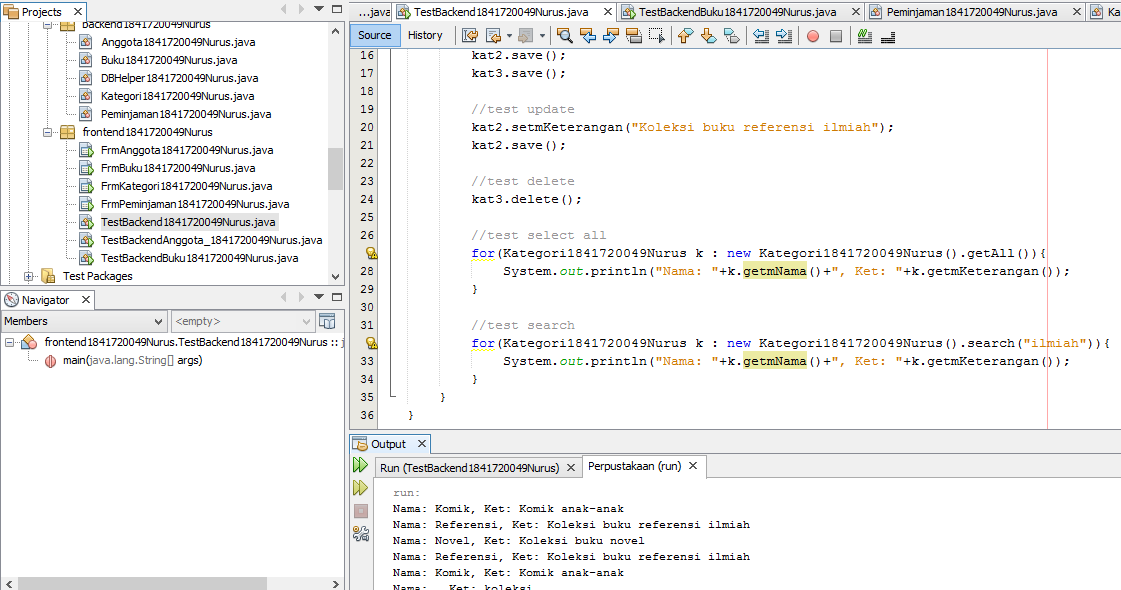 Projects
backend1841720049Nurus
Anggota1841720049Nurus.java
Buku1841720049Nurus.java
DBHelper1841720049Nurus.java
Kategori1841720049Nurus.java
Peminjaman1841720049Nurus.java
frontend1841720049Nurus
FrmAnggota1841720049Nurus.java
FrmBuku1841720049Nurus.java
FrmKategori1841720049Nurus.java
FrmPeminjaman1841720049Nurus.java
TestBackend1841720049Nurus.java
TestBackendAnggota_1841720049Nurus.java
TestBackendBuku1841720049Nurus.java
Test Packages
Navigator
Members
<empty>
frontend1841720049Nurus.TestBackend1841720049Nurus :: j
main(java.lang.String[] args)
...java TestBackend1841720049Nurus.java TestBackendBuku1841720049Nurus.java Peminjaman1841720049Nurus.java Ka
Source History
16 kat2.save();
17 kat3.save();
18
19 //test update
20 kat2.setmKeterangan("Koleksi buku referensi ilmiah");
21 kat2.save();
22
23 //test delete
24 kat3.delete();
25
26 //test select all
for(Kategori1841720049Nurus k : new Kategori1841720049Nurus().getAll()){
28 System.out.println("Nama: "+k.getmNama()+", Ket: "+k.getmKeterangan());
29 }
30
31 //test search
for(Kategori1841720049Nurus k : new Kategori1841720049Nurus().search("ilmiah")){
33 System.out.println("Nama: "+k.getmNama()+", Ket: "+k.getmKeterangan());
34 }
35 }
36 }
Output
Run (TestBackend1841720049Nurus) Perpustakaan (run)
run:
Nama: Komik, Ket: Komik anak-anak
Nama: Referensi, Ket: Koleksi buku referensi ilmiah
Nama: Novel, Ket: Koleksi buku novel
Nama: Referensi, Ket: Koleksi buku referensi ilmiah
Nama: Komik, Ket: Komik anak-anak
Nama: , Ket: koleksi